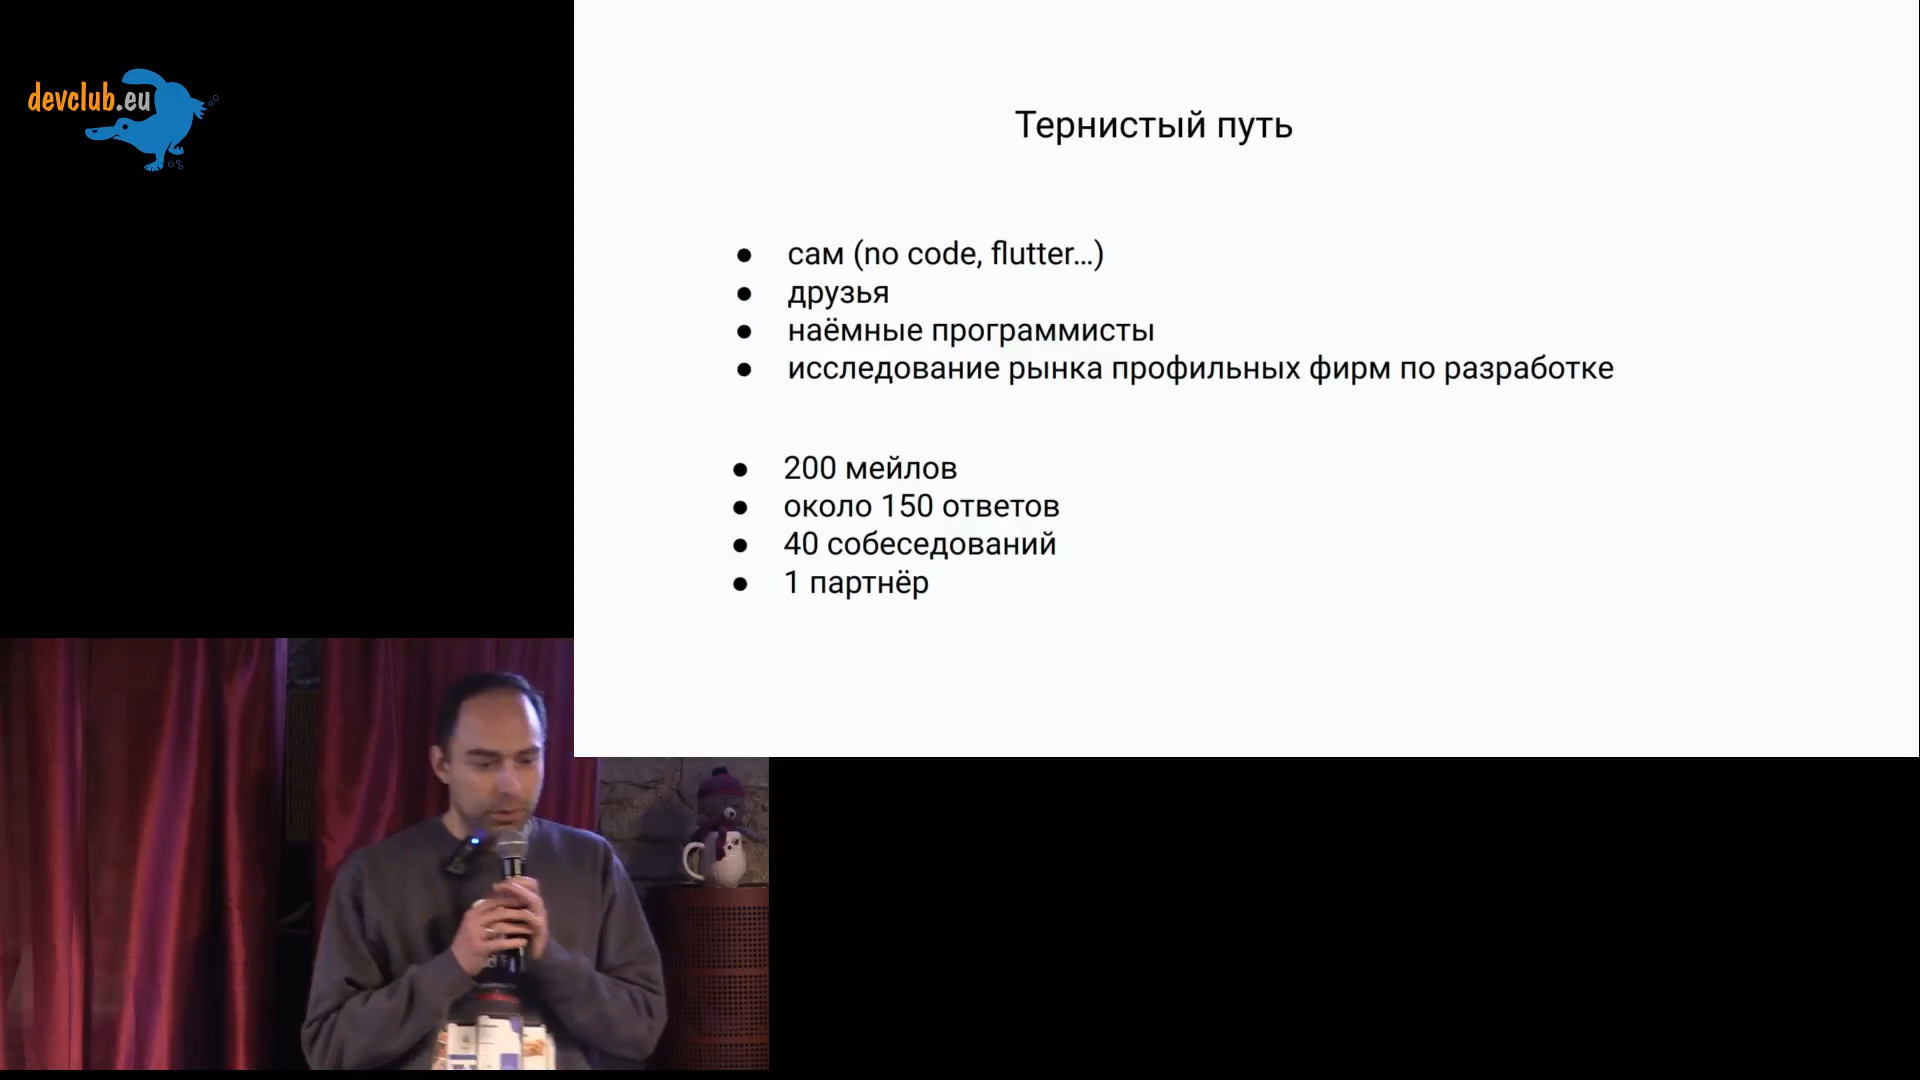 devclub.eu
Тернистый путь
● сам (no code, flutter...)
● друзья
● наёмные программисты
● исследование рынка профильных фирм по разработке
● 200 мейлов
● около 150 ответов
● 40 собеседований
● 1 партнёр